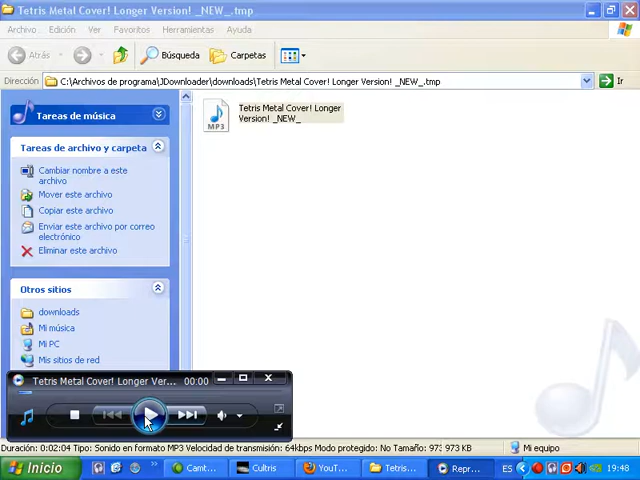 Tetris Metal Cover! Longer Version! _NEW_.tmp
Archivo Edición Ver Favoritos Herramientas Ayuda
Atrás Búsqueda Carpetas
Dirección C:\Archivos de programa\JDownloader\downloads\Tetris Metal Cover! Longer Version! _NEW_.tmp Ir
Tareas de música
Tareas de archivo y carpeta
Cambiar nombre a este
archivo
Mover este archivo
Copiar este archivo
Enviar este archivo por correo
electrónico
Eliminar este archivo
Otros sitios
downloads
Mi música
Mi PC
Mis sitios de red
MP3
Tetris Metal Cover! Longer
Version! _NEW_
Tetris Metal Cover! Longer Ver... 00:00
Duración: 0:02:04 Tipo: Sonido en formato MP3 Velocidad de transmisión: 64kbps Modo protegido: No Tamaño: 973 973 KB Mi equipo
Inicio Camt... Cultris YouT... Tetris... Repr... ES 19:48